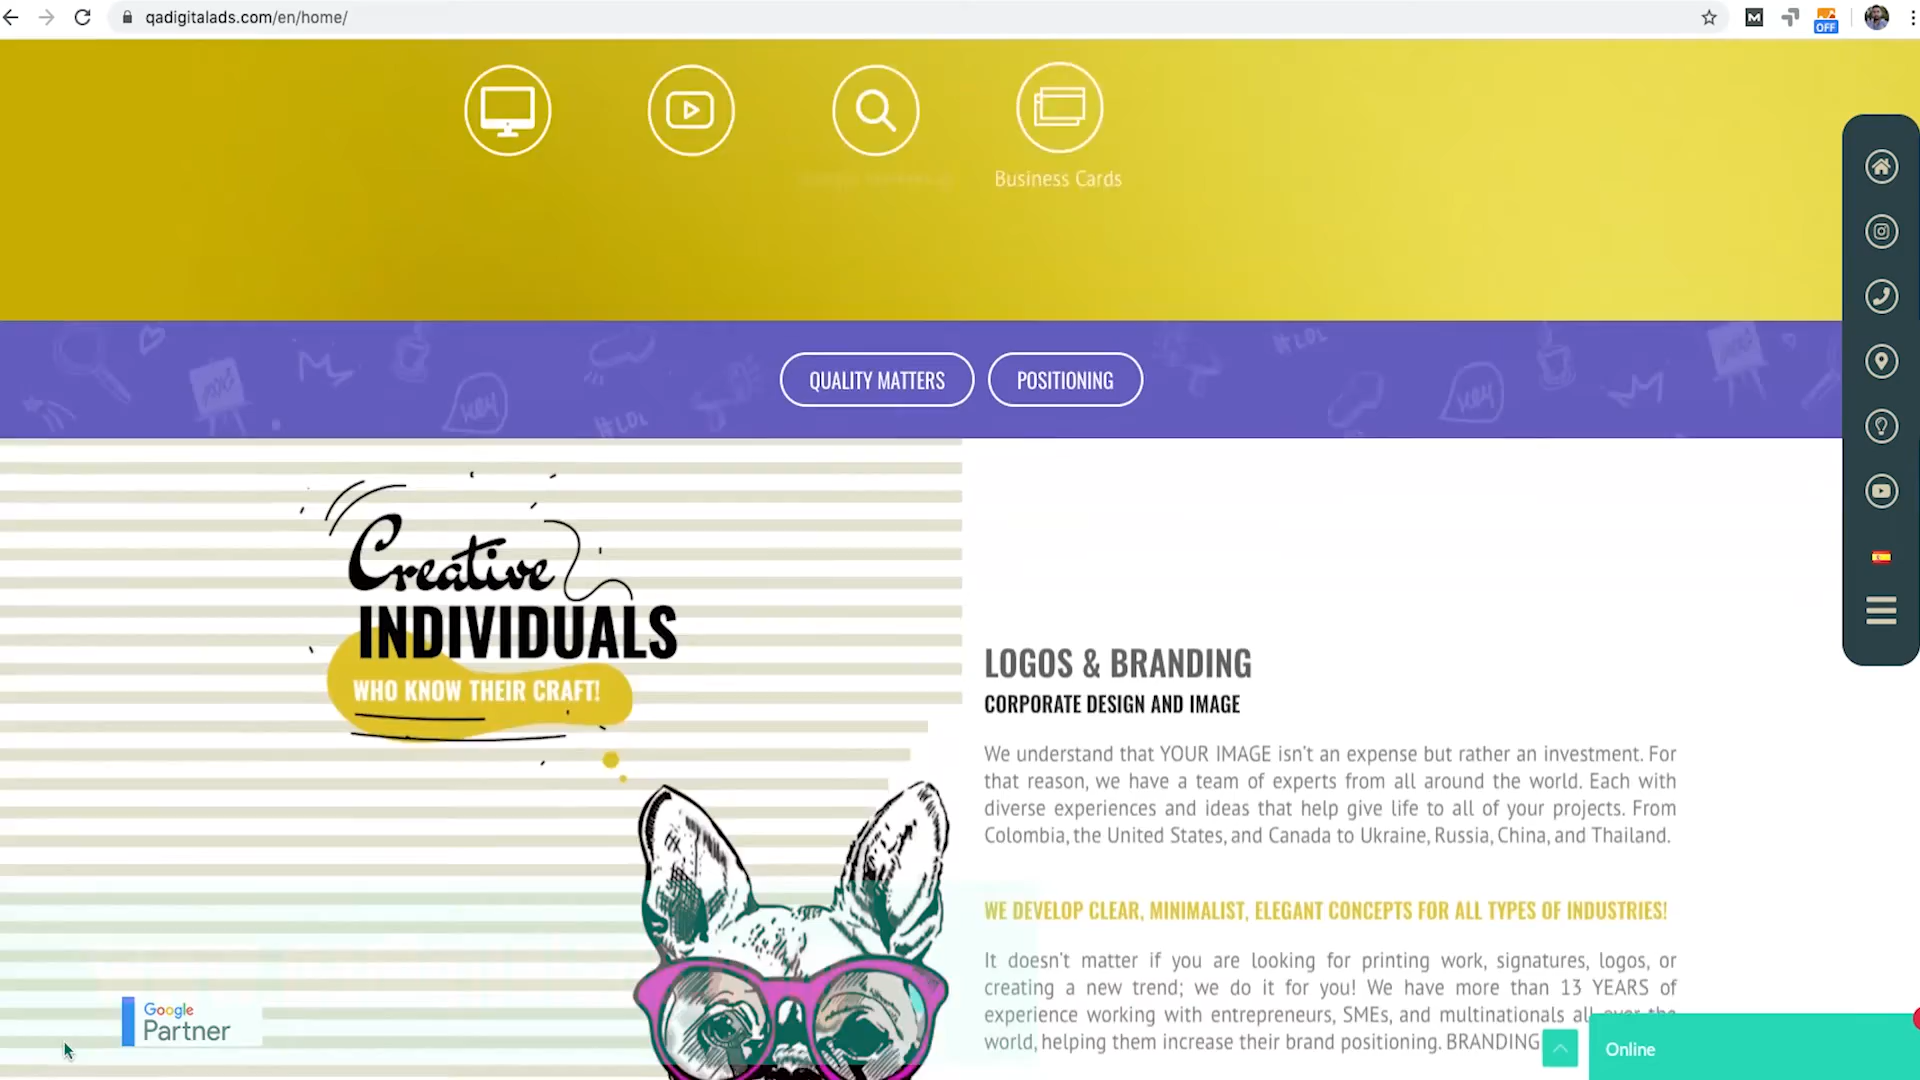 qadigitalads.com/en/home/
OFF
Business Cards
#LOL
#LOL
QUALITY MATTERS
POSITIONING
Creative
INDIVIDUALS
WHO KNOW THEIR CRAFT!
LOGOS & BRANDING
CORPORATE DESIGN AND IMAGE
We understand that YOUR IMAGE isn't an expense but rather an investment. For
that reason, we have a team of experts from all around the world. Each with
diverse experiences and ideas that help give life to all of your projects. From
Colombia, the United States, and Canada to Ukraine, Russia, China, and Thailand.
WE DEVELOP CLEAR, MINIMALIST, ELEGANT CONCEPTS FOR ALL TYPES OF INDUSTRIES!
It doesn't matter if you are looking for printing work, signatures, logos, or
creating a new trend; we do it for you! We have more than 13 YEARS of
experience working with entrepreneurs, SMEs, and multinationals all over the
world, helping them increase their brand positioning. BRANDING
Google
Partner
Online